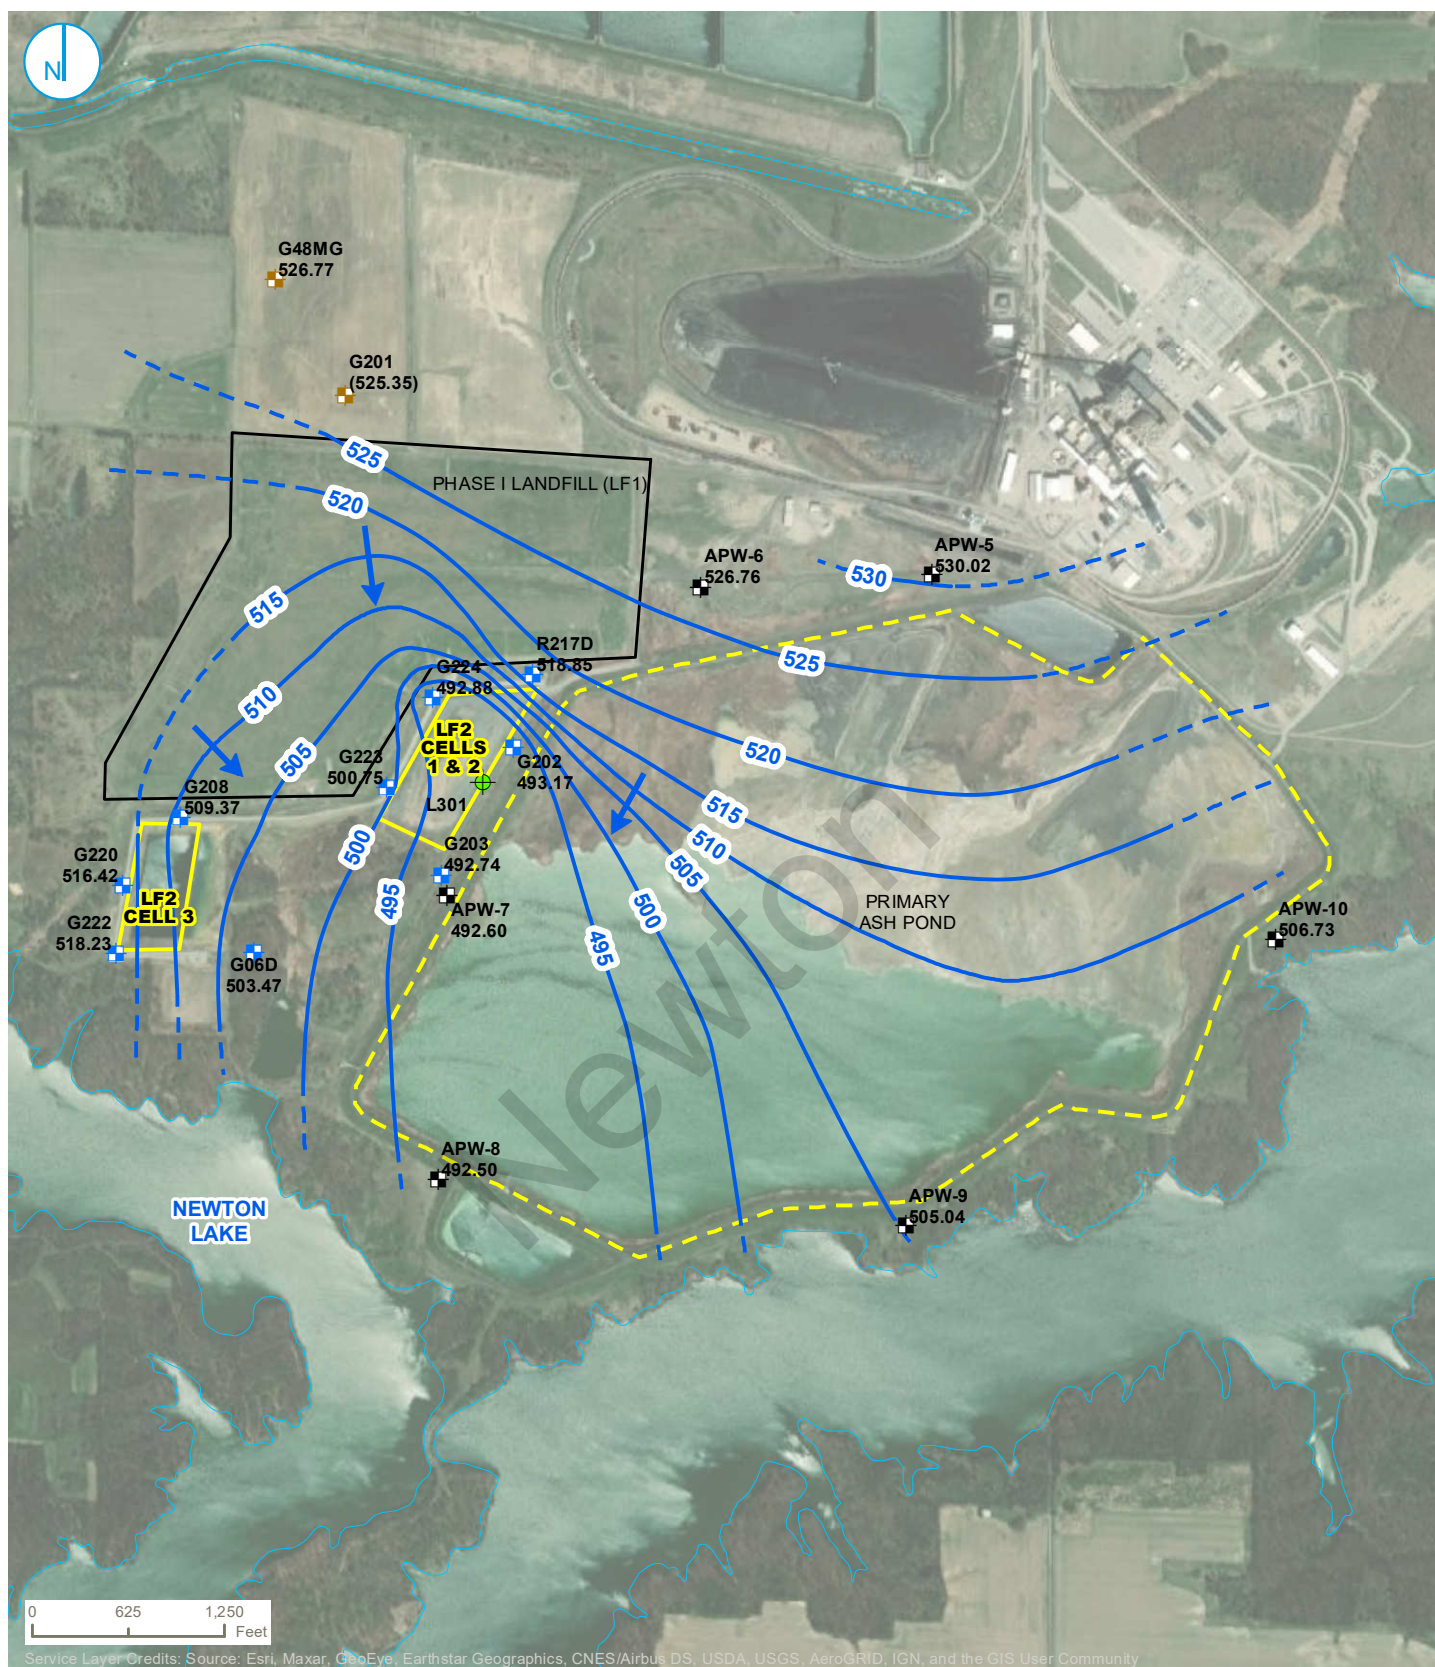 N
G48MG
526.77
G201
(525.35)
525
PHASE I LANDFILL (LF1)
520
APW-6
526.76
APW-5
530.02
530
515
R217D
518.85
525
G224
492.88
510
LF2
CELLS
1 & 2
520
505
G223
500.75
G202
493.17
G208
509.37
L301
515
500
G203
492.74
510
G220
516.42
505
495
LF2
CELL 3
APW-7
492.60
500
PRIMARY
ASH POND
APW-10
506.73
G222
518.23
495
G06D
503.47
Newton
APW-8
492.50
NEWTON
LAKE
APW-9
505.04
0 625 1,250
Feet
Service Layer Credits: Source: Esri, Maxar, GeoEye, Earthstar Geographics, CNES/Airbus DS, USDA, USGS, AeroGRID, IGN, and the GIS User Community